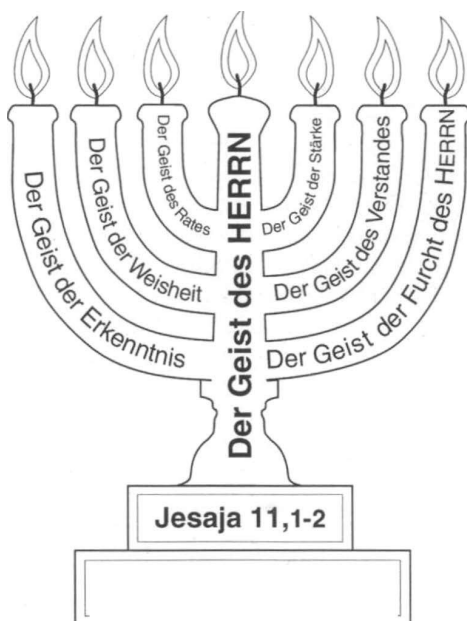 Der Geist der Erkenntnis
Der Geist der Weisheit
Der Geist des Rates
Der Geist des HERRN
Der Geist der Stärke
Der Geist des Verstandes
Der Geist der Furcht des HERRN
Jesaja 11,1-2